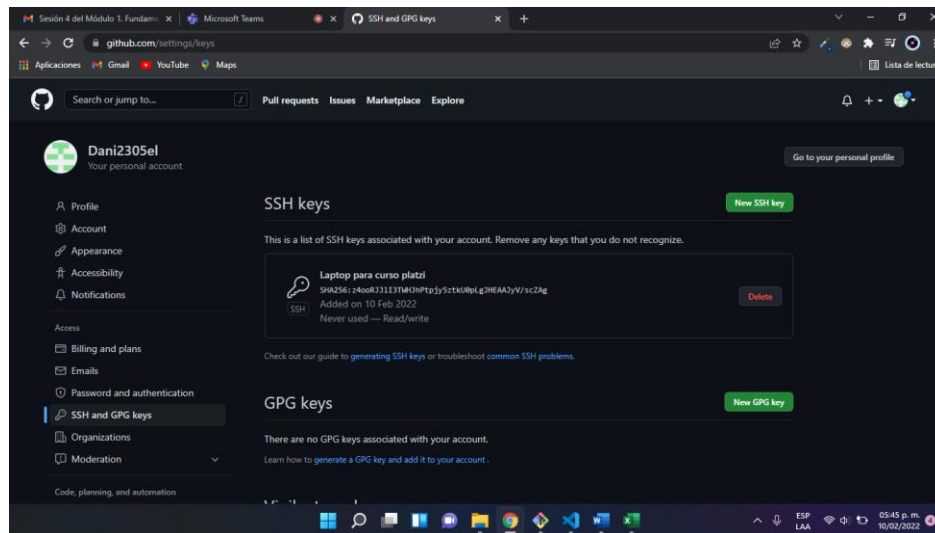 Sesión 4 del Módulo 1. Fundame
Microsoft Teams
SSH and GPG keys
github.com/settings/keys
Aplicaciones Gmail YouTube Maps
Lista de lectur
Search or jump to... /
Pull requests Issues Marketplace Explore
Dani2305el
Your personal account
Go to your personal profile
Profile
Account
Appearance
Accessibility
Notifications
Access
Billing and plans
Emails
Password and authentication
SSH and GPG keys
Organizations
Moderation
Code, planning, and automation
SSH keys
New SSH key
This is a list of SSH keys associated with your account. Remove any keys that you do not recognize.
Laptop para curso platzi
Added on 10 Feb 2022
SSH
Never used — Read/write
Delete
Check out our guide to generating SSH keys or troubleshoot common SSH problems.
GPG keys
New GPG key
There are no GPG keys associated with your account.
Learn how to generate a GPG key and add it to your account .
ESP
LAA
05:45 p. m.
10/02/2022
4